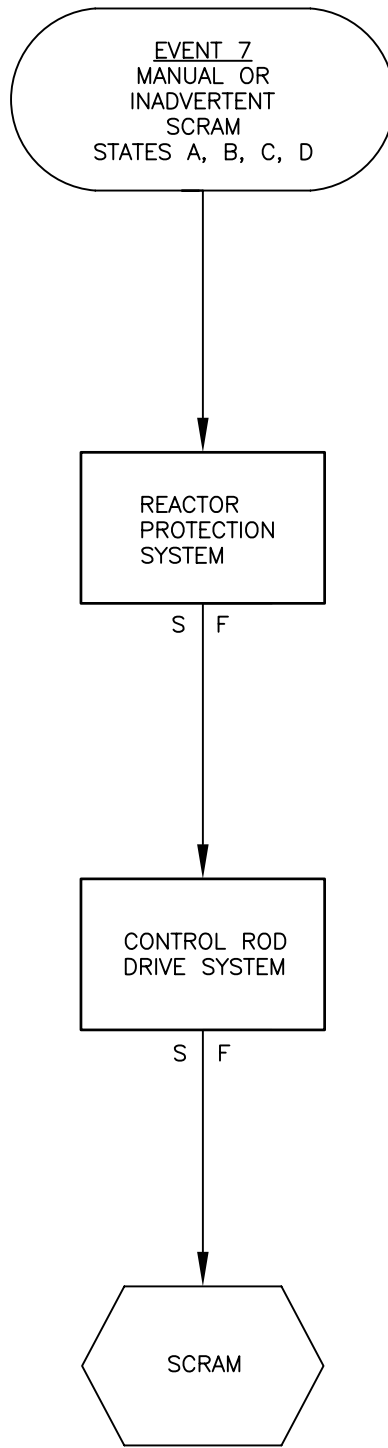 EVENT 7
MANUAL OR
INADVERTENT
SCRAM
STATES A, B, C, D
REACTOR
PROTECTION
SYSTEM
S F
CONTROL ROD
DRIVE SYSTEM
S F
SCRAM